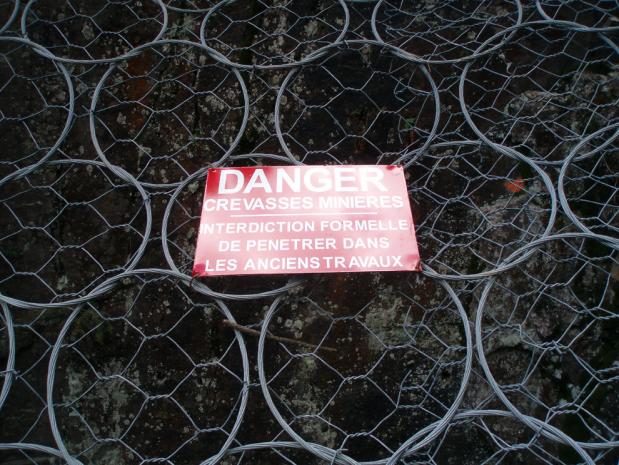 DANGER
CREVASSES MINIERES
INTERDICTION FORMELLE
DE PENETRER DANS
LES ANCIENS TRAVAUX